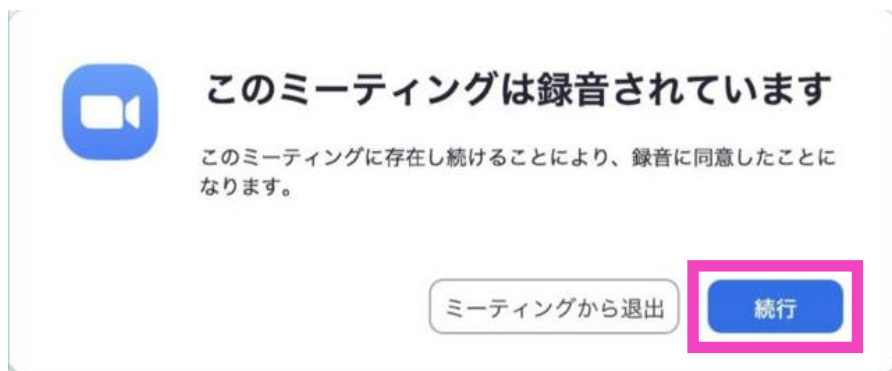 このミーティングは録音されています
このミーティングに存在し続けることにより、録音に同意したことに
なります。
ミーティングから退出
続行